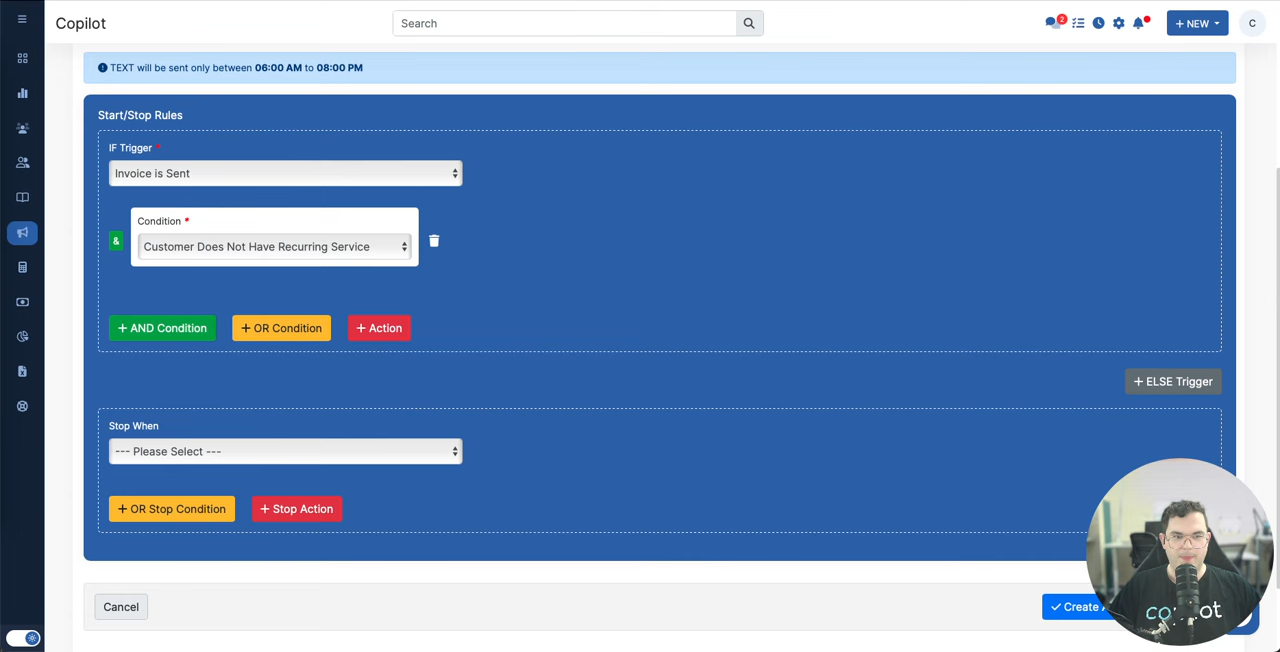 Copilot
Search
2
+ NEW
C
TEXT will be sent only between 06:00 AM to 08:00 PM
Start/Stop Rules
IF Trigger *
Invoice is Sent
Condition *
&
Customer Does Not Have Recurring Service
+ AND Condition
+ OR Condition
+ Action
+ ELSE Trigger
Stop When
--- Please Select ---
+ OR Stop Condition
+ Stop Action
Cancel
Create